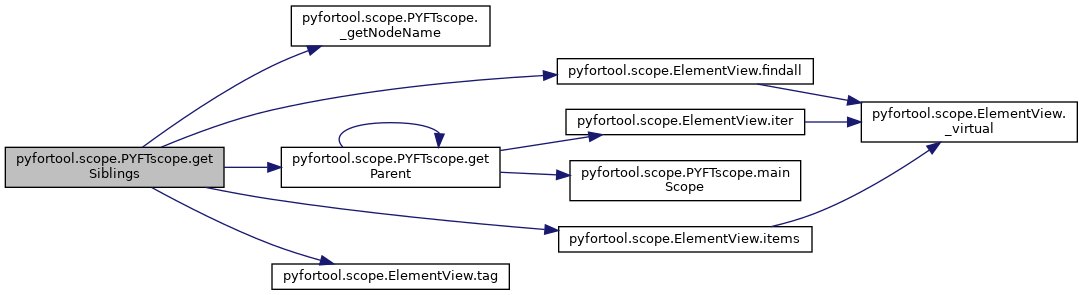 pyfortool.scope.PYFTscope.get
Siblings
pyfortool.scope.PYFTscope.
_getNodeName
pyfortool.scope.ElementView.findall
pyfortool.scope.PYFTscope.get
Parent
pyfortool.scope.ElementView.iter
pyfortool.scope.PYFTscope.main
Scope
pyfortool.scope.ElementView.items
pyfortool.scope.ElementView.tag
pyfortool.scope.ElementView.
_virtual